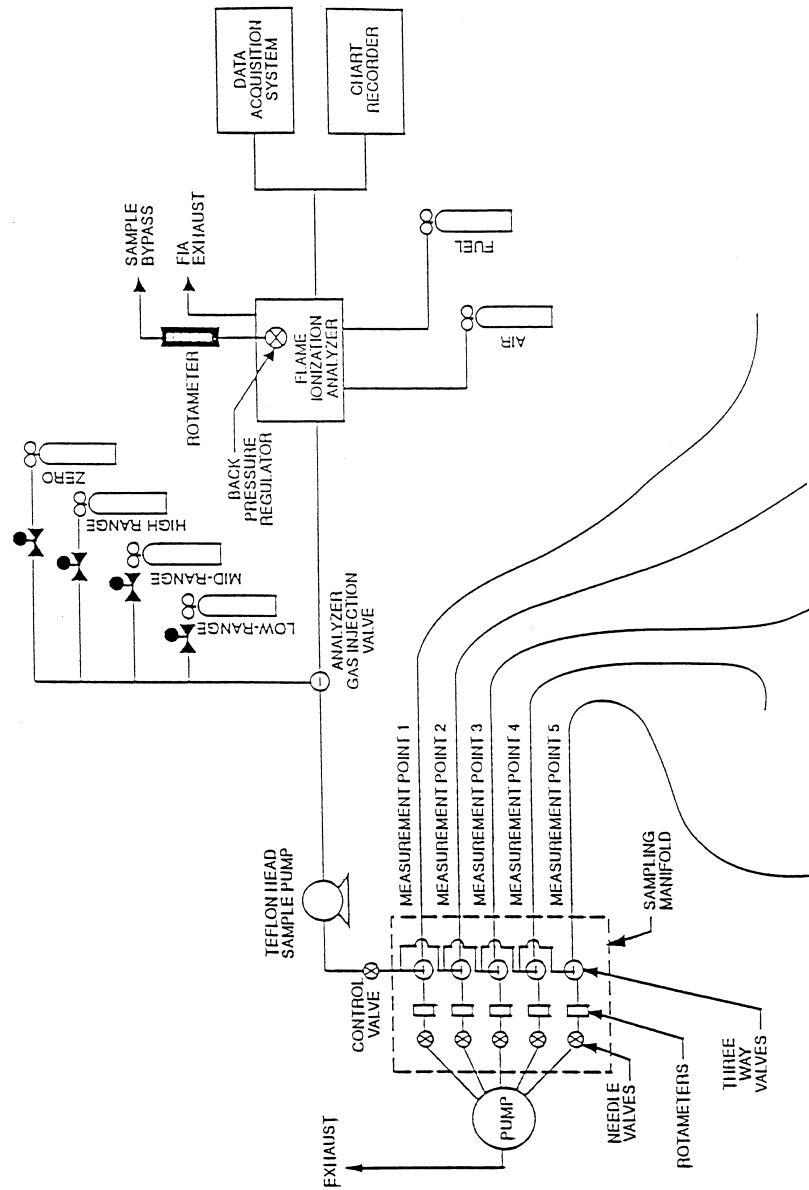 DATA
ACQUISITION
SYSTEM
CHART
RECORDER
SAMPLE
BYPASS
FIA
EXHAUST
ROTAMETER
FLAME
IONIZATION
ANALYZER
BACK
PRESSURE
REGULATOR
FUEL
AIR
ZERO
HIGH RANGE
MID-RANGE
LOW-RANGE
ANALYZER
GAS INJECTION
VALVE
TEFLON HEAD
SAMPLE PUMP
CONTROL
VALVE
MEASUREMENT POINT 1
MEASUREMENT POINT 2
MEASUREMENT POINT 3
MEASUREMENT POINT 4
MEASUREMENT POINT 5
SAMPLING
MANIFOLD
THREE
WAY
VALVES
ROTAMETERS
NEEDLE
VALVES
PUMP
EXHAUST